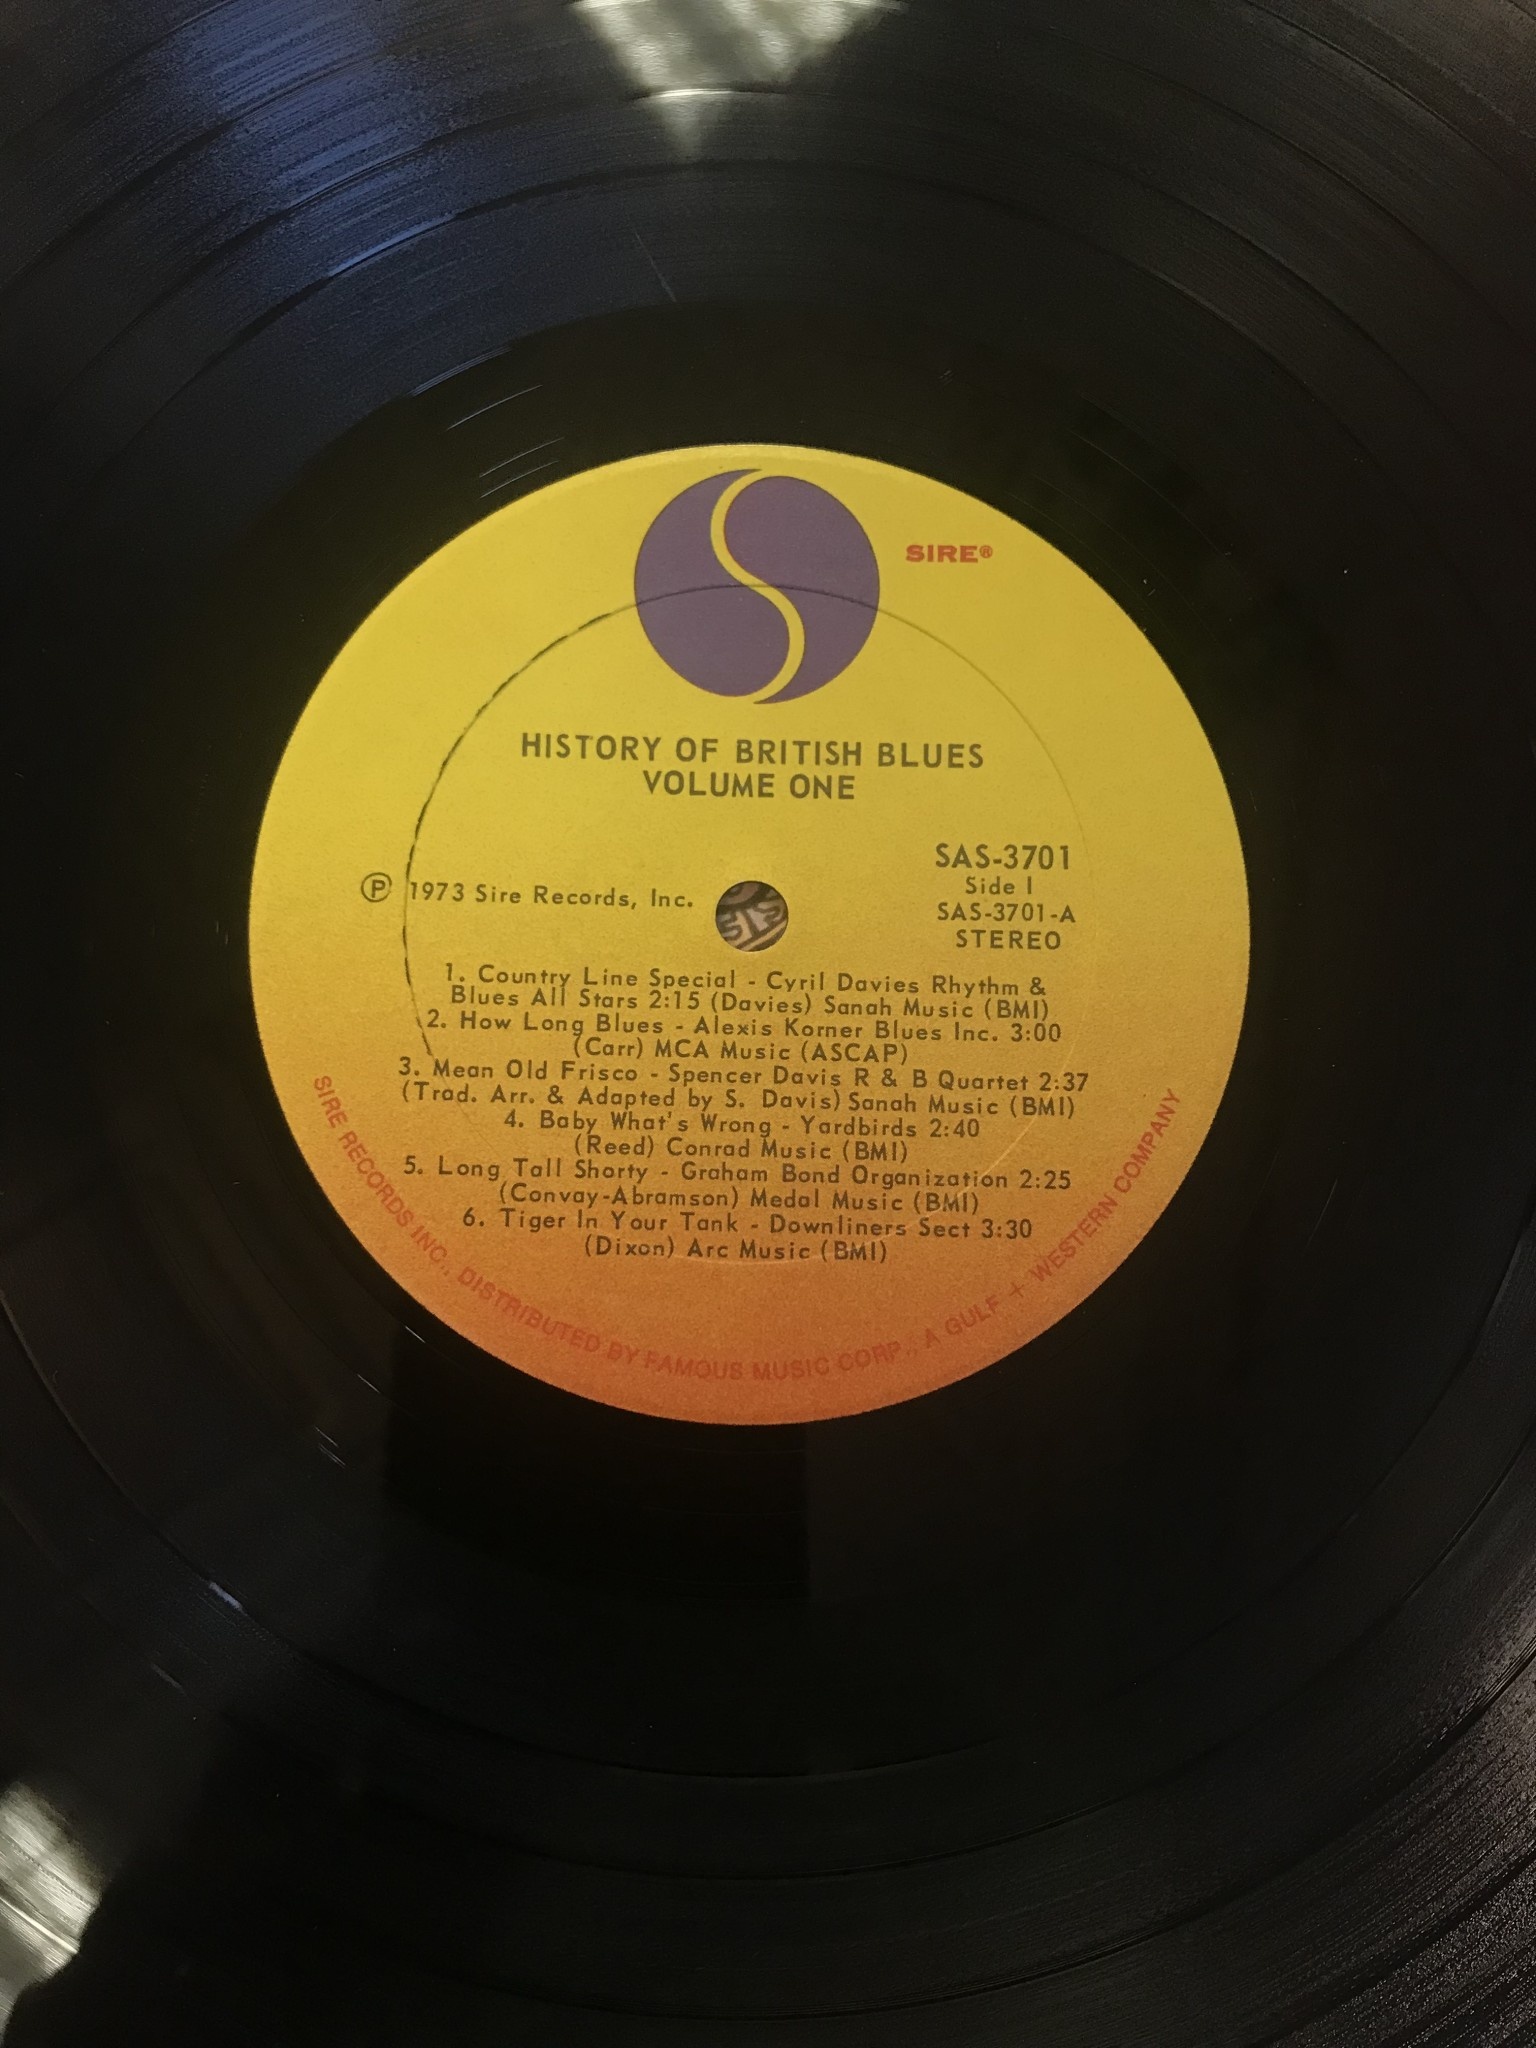 SIRE®
HISTORY OF BRITISH BLUES
VOLUME ONE
SAS-3701
Side 1
SAS-3701-A
STEREO
℗ 1973 Sire Records, Inc.
1. Country Line Special - Cyril Davies Rhythm &
Blues All Stars 2:15 (Davies) Sanah Music (BMI)
2. How Long Blues - Alexis Korner Blues Inc. 3:00
(Carr) MCA Music (ASCAP)
3. Mean Old Frisco - Spencer Davis R & B Quartet 2:37
(Trad. Arr. & Adapted by S. Davis) Sanah Music (BMI)
4. Baby What's Wrong - Yardbirds 2:40
(Reed) Conrad Music (BMI)
5. Long Tall Shorty - Graham Bond Organization 2:25
(Convay-Abramson) Medal Music (BMI)
6. Tiger In Your Tank - Downliners Sect 3:30
(Dixon) Arc Music (BMI)
SIRE RECORDS INC., DISTRIBUTED BY FAMOUS MUSIC CORP., A GULF + WESTERN COMPANY